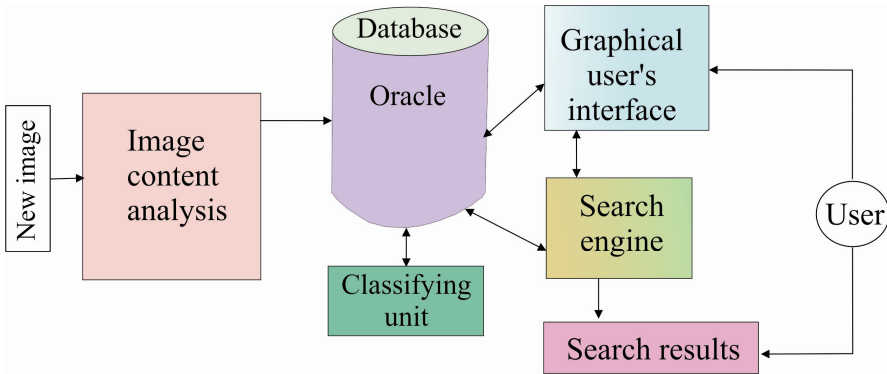 New image
Image
content
analysis
Database
Oracle
Classifying
unit
Graphical
user's
interface
Search
engine
Search results
User